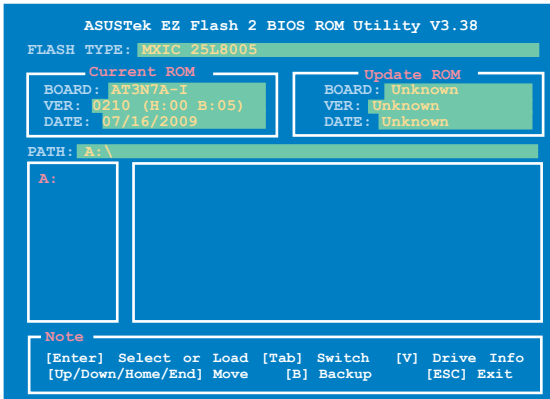 ASUSTek EZ Flash 2 BIOS ROM Utility V3.38
FLASH TYPE: MXIC 25L8005
Current ROM
BOARD: AT3N7A-I
VER: 0210 (H:00 B:05)
DATE: 07/16/2009
Update ROM
BOARD: Unknown
VER: Unknown
DATE: Unknown
PATH: A:\
A:
Note
[Enter] Select or Load [Tab] Switch [V] Drive Info
[Up/Down/Home/End] Move [B] Backup [ESC] Exit